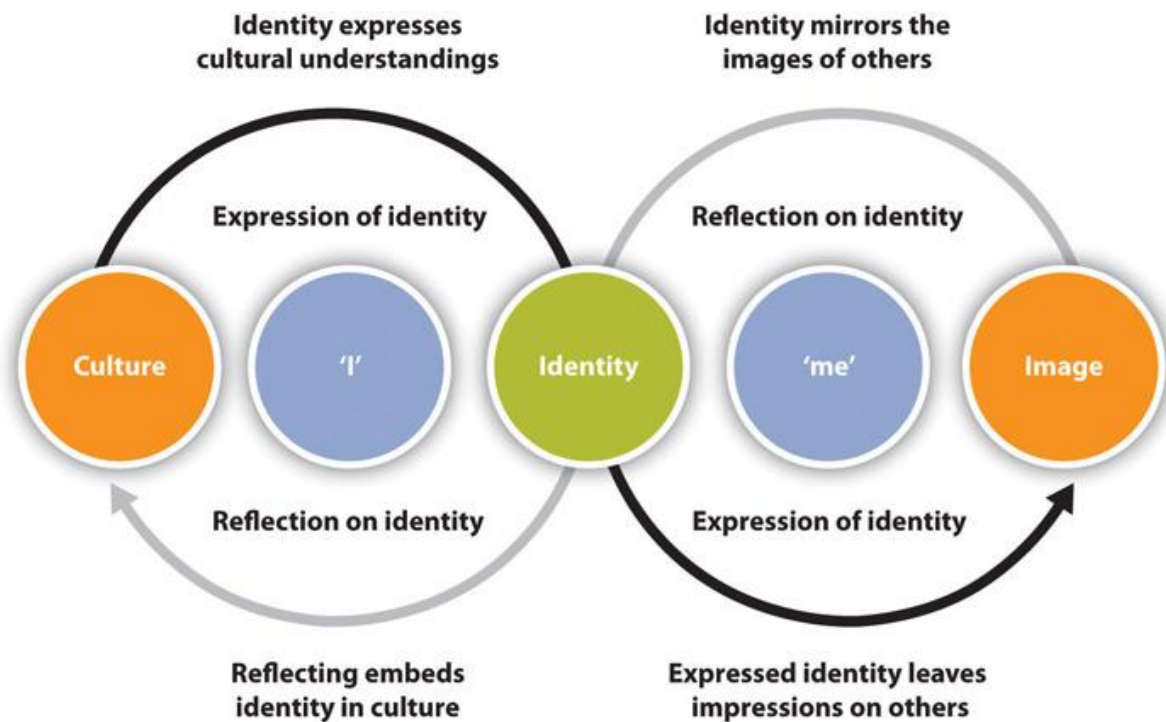 Identity expresses
cultural understandings
Identity mirrors the
images of others
Expression of identity
Reflection on identity
Culture
‘I’
Identity
‘me’
Image
Reflection on identity
Expression of identity
Reflecting embeds
identity in culture
Expressed identity leaves
impressions on others